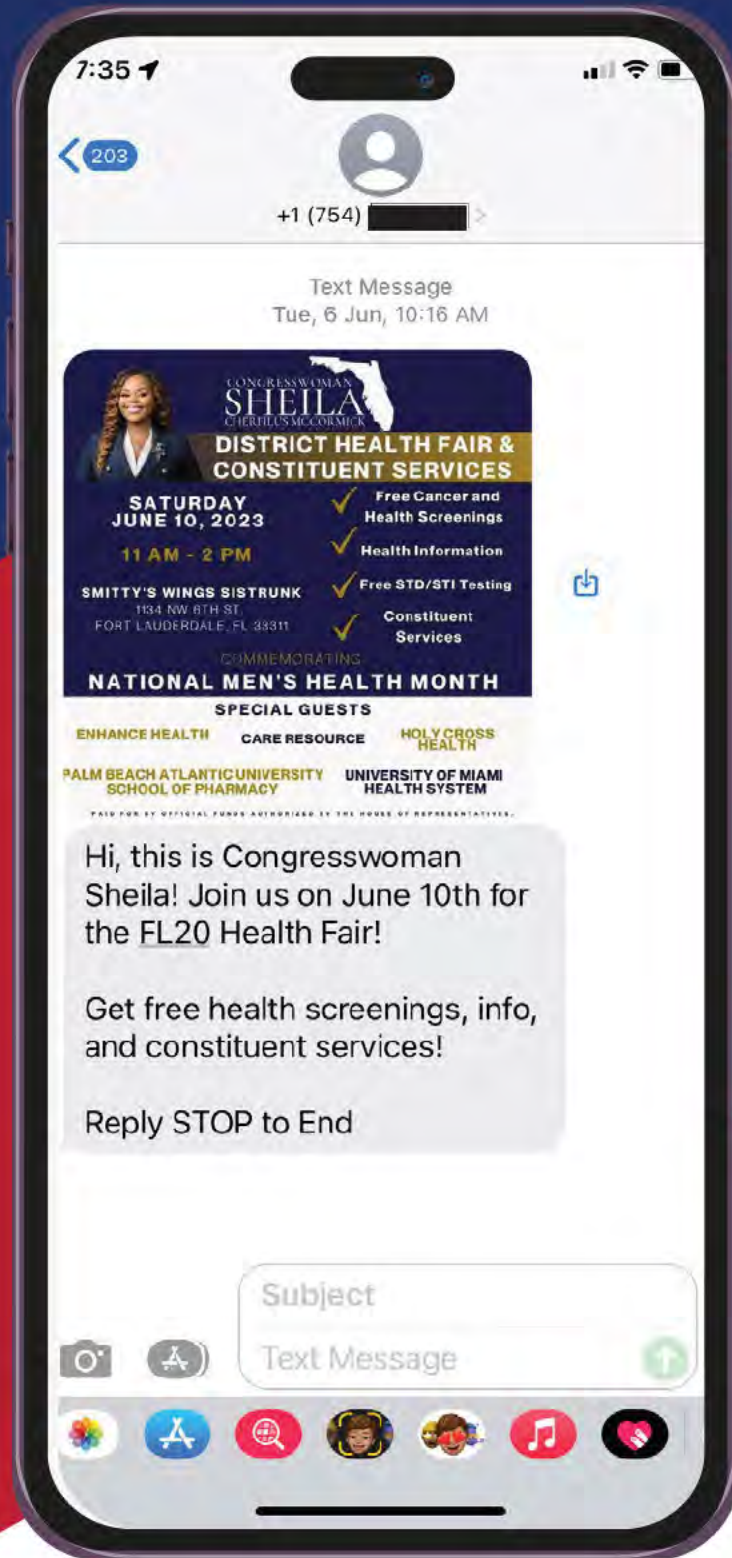 7:35
203
+1 (754)
Text Message
Tue, 6 Jun, 10:16 AM
CONGRESSWOMAN
SHEILA
CHERFILUS MCCORMICK
DISTRICT HEALTH FAIR &
CONSTITUENT SERVICES
SATURDAY
JUNE 10, 2023
11 AM - 2 PM
SMITTY'S WINGS SISTRUNK
1134 NW 6TH ST,
FORT LAUDERDALE, FL 33311
Free Cancer and
Health Screenings
Health Information
Free STD/STI Testing
Constituent
Services
COMMEMORATING
NATIONAL MEN'S HEALTH MONTH
SPECIAL GUESTS
ENHANCE HEALTH
CARE RESOURCE
HOLY CROSS
HEALTH
PALM BEACH ATLANTIC UNIVERSITY
SCHOOL OF PHARMACY
UNIVERSITY OF MIAMI
HEALTH SYSTEM
PAID FOR BY OFFICIAL FUNDS AUTHORIZED BY THE HOUSE OF REPRESENTATIVES.
Hi, this is Congresswoman
Sheila! Join us on June 10th for
the FL20 Health Fair!
Get free health screenings, info,
and constituent services!
Reply STOP to End
Subject
Text Message